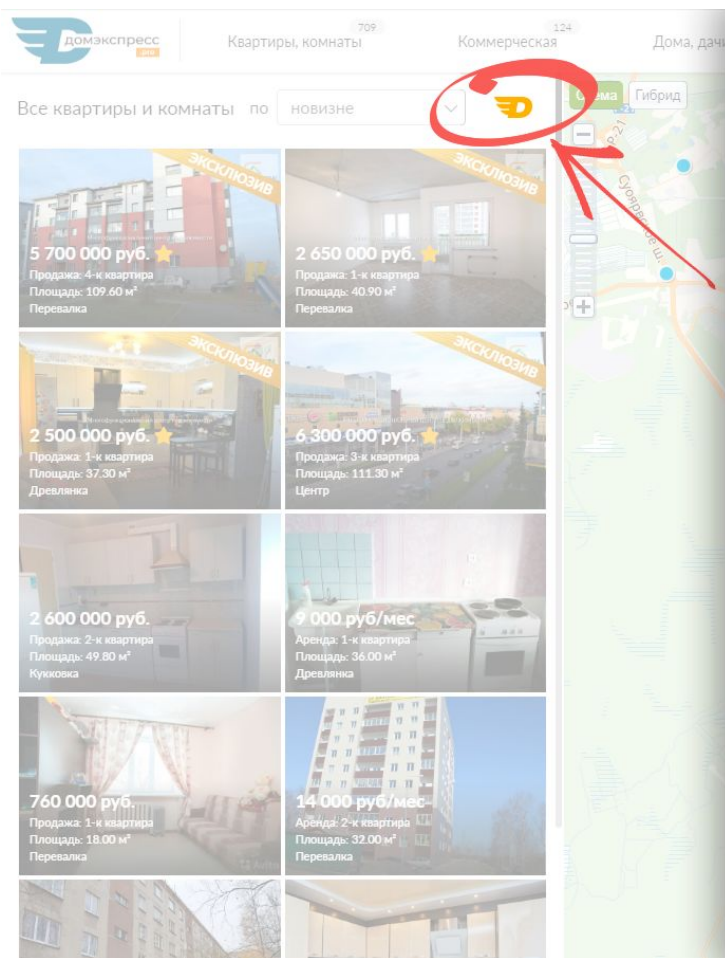 709
124
домэкспресс
pro
Квартиры, комнаты
Коммерческая
Дома, дачи
Все квартиры и комнаты по новизне
Схема
Гибрид
Р-21
Суоярвское ш.
ЭКСКЛЮЗИВ
5 700 000 руб.
Продажа: 4-к квартира
Площадь: 109.60 м²
Перевалка
ЭКСКЛЮЗИВ
2 650 000 руб.
Продажа: 1-к квартира
Площадь: 40.90 м²
Перевалка
ЭКСКЛЮЗИВ
2 500 000 руб.
Продажа: 1-к квартира
Площадь: 37.30 м²
Древлянка
ЭКСКЛЮЗИВ
6 300 000 руб.
Продажа: 3-к квартира
Площадь: 111.30 м²
Центр
2 600 000 руб.
Продажа: 2-к квартира
Площадь: 49.80 м²
Кукковка
9 000 руб/мес
Аренда: 1-к квартира
Площадь: 36.00 м²
Древлянка
760 000 руб.
Продажа: 1-к квартира
Площадь: 18.00 м²
Перевалка
Avito
14 000 руб/мес
Аренда: 2-к квартира
Площадь: 32.00 м²
Перевалка